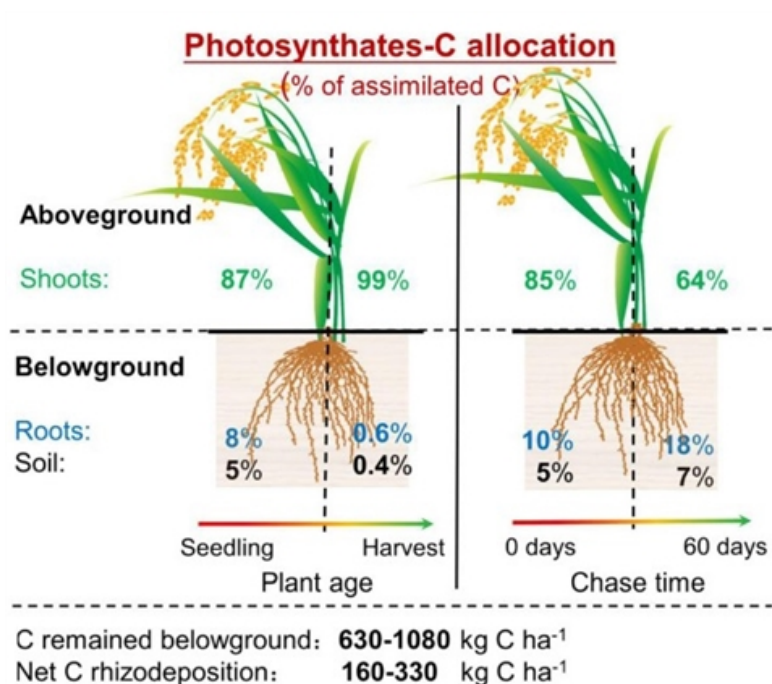 Photosynthates-C allocation
(% of assimilated C)
Aboveground
Shoots: 87% 99% 85% 64%
Belowground
Roots: 8% 0.6% 10% 18%
Soil: 5% 0.4% 5% 7%
Seedling Harvest 0 days 60 days
Plant age Chase time
C remained belowground: 630-1080 kg C ha⁻¹
Net C rhizodeposition: 160-330 kg C ha⁻¹